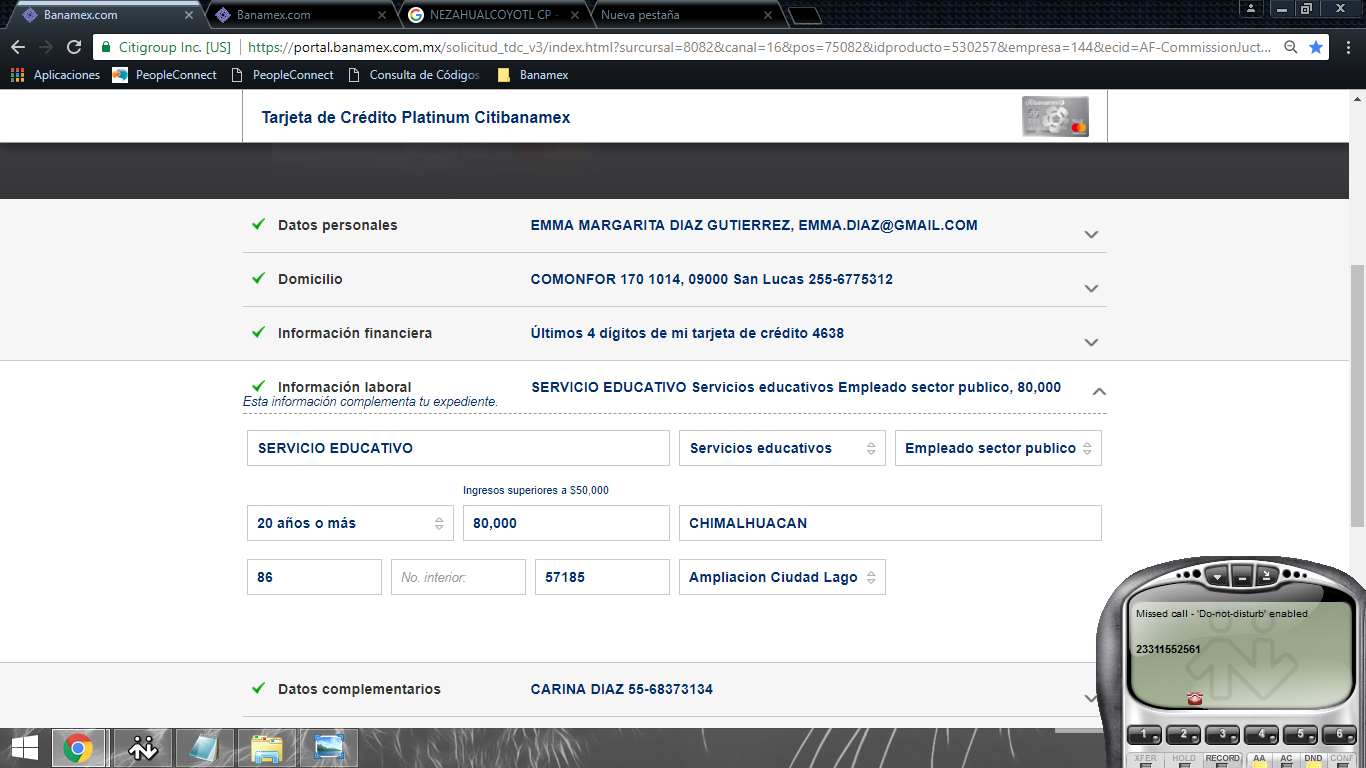 Banamex.com
Banamex.com
NEZAHUALCOYOTL CP -
Nueva pestaña
Citigroup Inc. [US]
https://portal.banamex.com.mx/solicitud_tdc_v3/index.html?surcursal=8082&canal=16&pos=75082&idproducto=530257&empresa=144&ecid=AF-CommissionJuct...
Aplicaciones
PeopleConnect
PeopleConnect
Consulta de Códigos
Banamex
Tarjeta de Crédito Platinum Citibanamex
citibanamex
Datos personales
EMMA MARGARITA DIAZ GUTIERREZ, EMMA.DIAZ@GMAIL.COM
Domicilio
COMONFOR 170 1014, 09000 San Lucas 255-6775312
Información financiera
Últimos 4 dígitos de mi tarjeta de crédito 4638
Información laboral
SERVICIO EDUCATIVO Servicios educativos Empleado sector publico, 80,000
Esta información complementa tu expediente.
SERVICIO EDUCATIVO
Servicios educativos
Empleado sector publico
Ingresos superiores a $50,000
20 años o más
80,000
CHIMALHUACAN
86
No. interior:
57185
Ampliacion Ciudad Lago
Missed call - 'Do-not-disturb' enabled
23311552561
Datos complementarios
CARINA DIAZ 55-68373134
1 2 3 4 5 6
XFER HOLD RECORD AA AC DND CONF